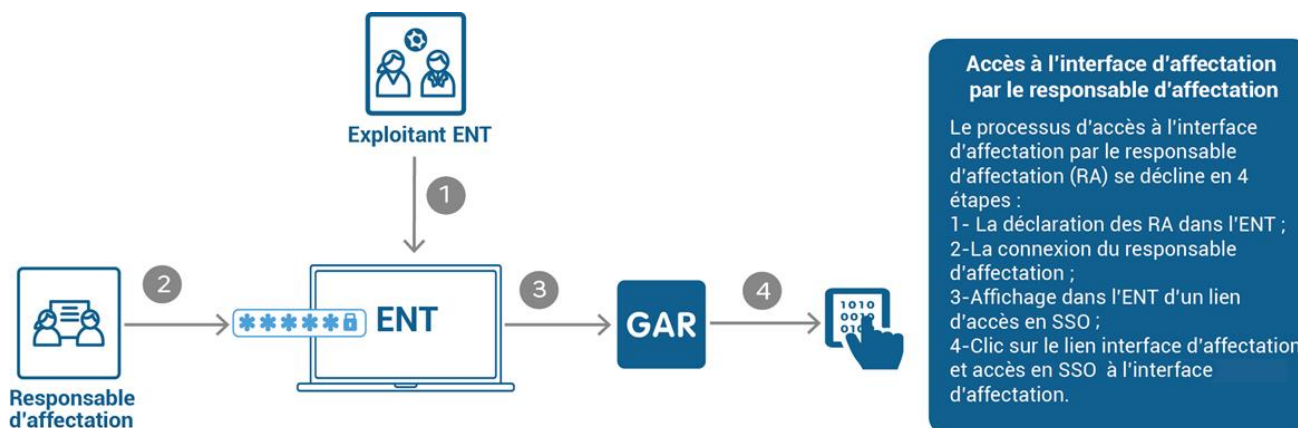 Exploitant ENT
1
2
*****
ENT
3
GAR
4
1010
0010
010
Responsable
d'affectation
Accès à l'interface d'affectation
par le responsable d'affectation
Le processus d'accès à l'interface
d'affectation par le responsable
d'affectation (RA) se décline en 4
étapes :
1- La déclaration des RA dans l'ENT ;
2-La connexion du responsable
d'affectation ;
3-Affichage dans l'ENT d'un lien
d'accès en SSO ;
4-Clic sur le lien interface d'affectation
et accès en SSO à l'interface
d'affectation.